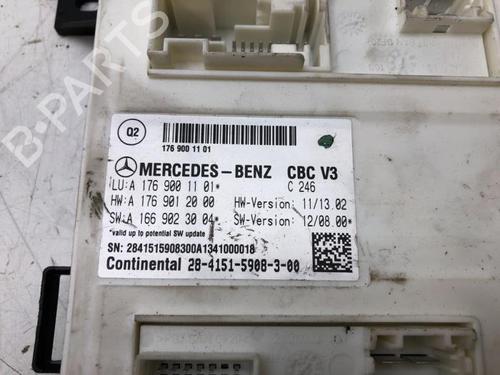 Q2
176 900 11 01
MERCEDES-BENZ CBC V3
LU:A 176 900 11 01* C 246
HW:A 176 901 20 00 HW-Version: 11/13.02
SW:A 166 902 30 04* SW-Version: 12/08.00*
*valid up to potential SW update
SN: 2841515908300A1341000018
Continental 28-4151-5908-3-00
B-PARTS